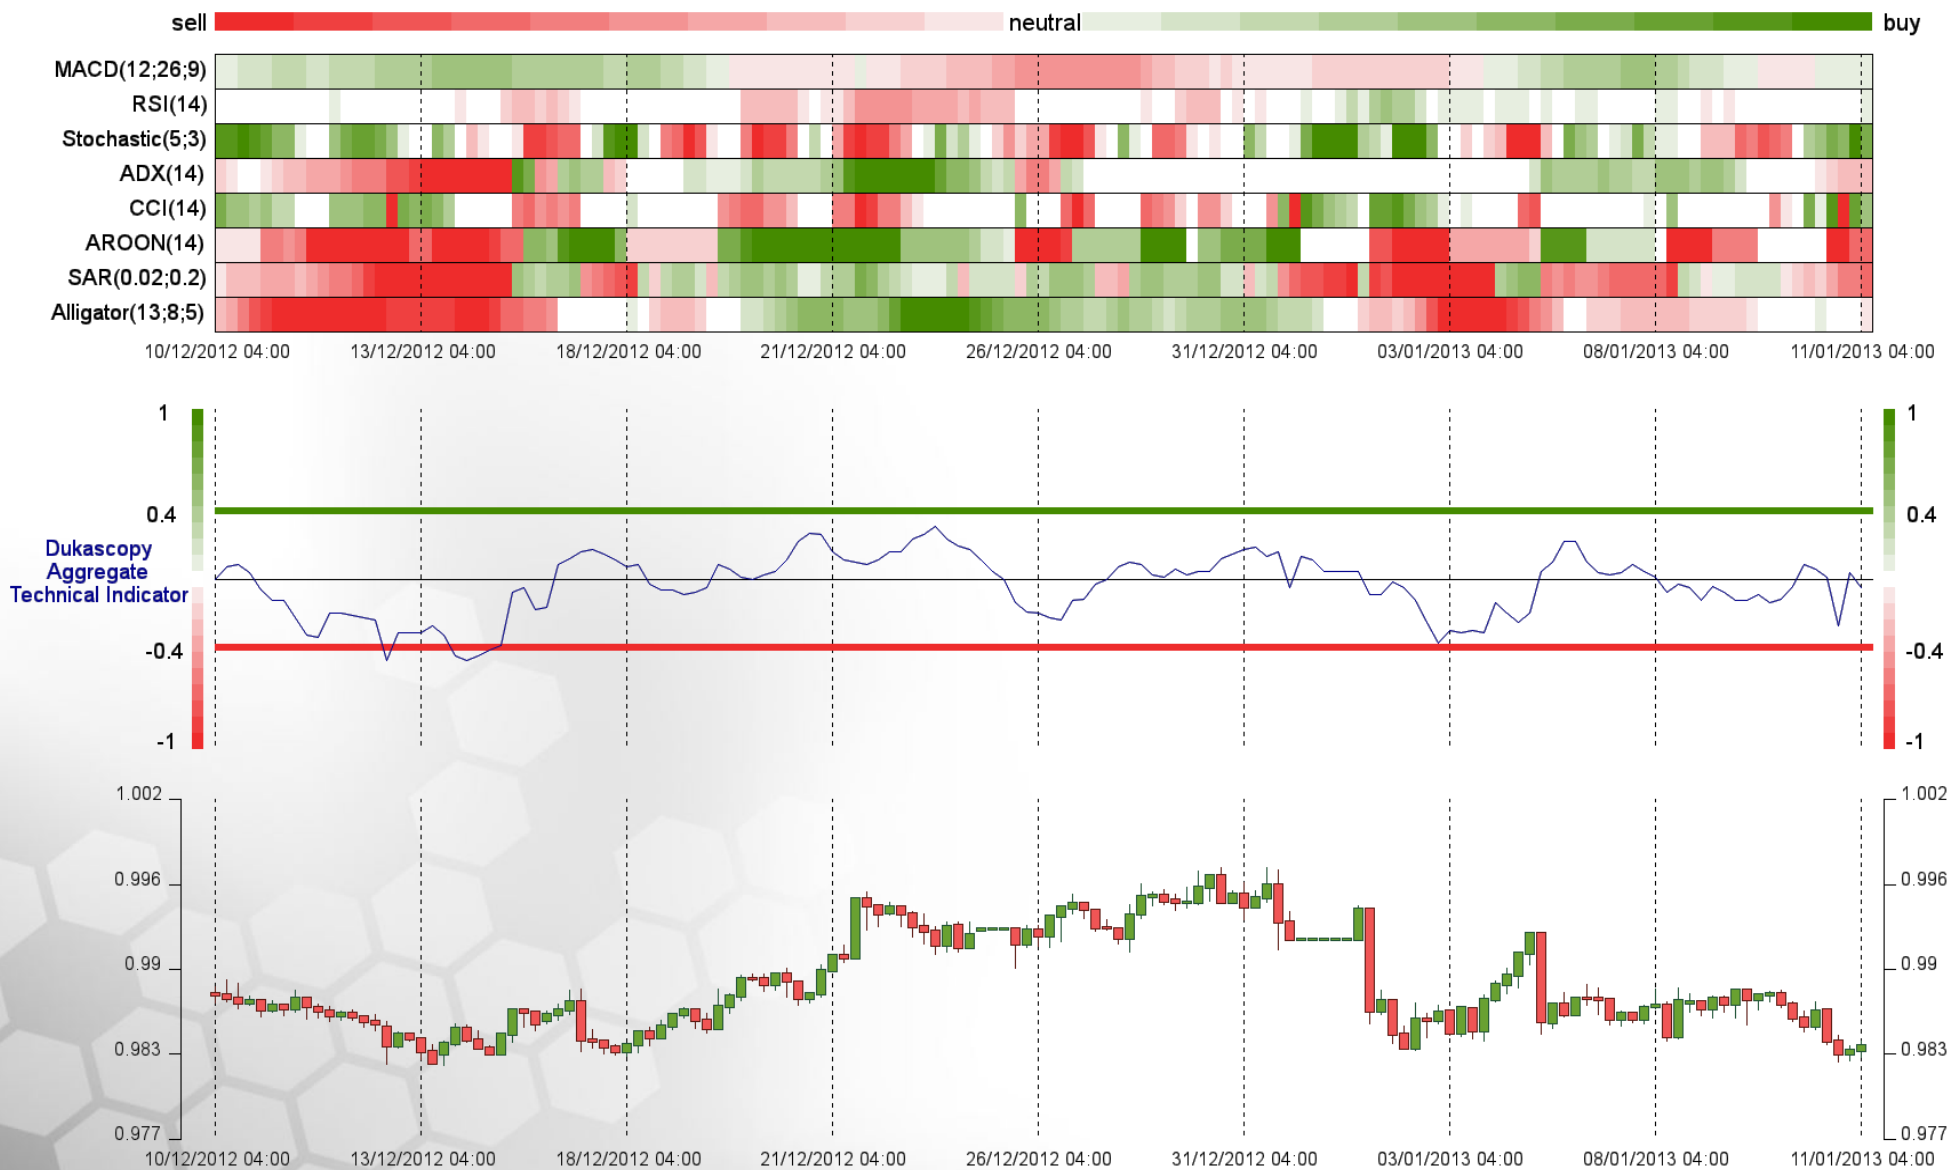 sell neutral buy
MACD(12;26;9)
RSI(14)
Stochastic(5;3)
ADX(14)
CCI(14)
AROON(14)
SAR(0.02;0.2)
Alligator(13;8;5)
10/12/2012 04:00 13/12/2012 04:00 18/12/2012 04:00 21/12/2012 04:00 26/12/2012 04:00 31/12/2012 04:00 03/01/2013 04:00 08/01/2013 04:00 11/01/2013 04:00
1 1
0.4 0.4
Dukascopy
Aggregate
Technical Indicator
-0.4 -0.4
-1 -1
1.002 1.002
0.996 0.996
0.99 0.99
0.983 0.983
0.977 0.977
10/12/2012 04:00 13/12/2012 04:00 18/12/2012 04:00 21/12/2012 04:00 26/12/2012 04:00 31/12/2012 04:00 03/01/2013 04:00 08/01/2013 04:00 11/01/2013 04:00